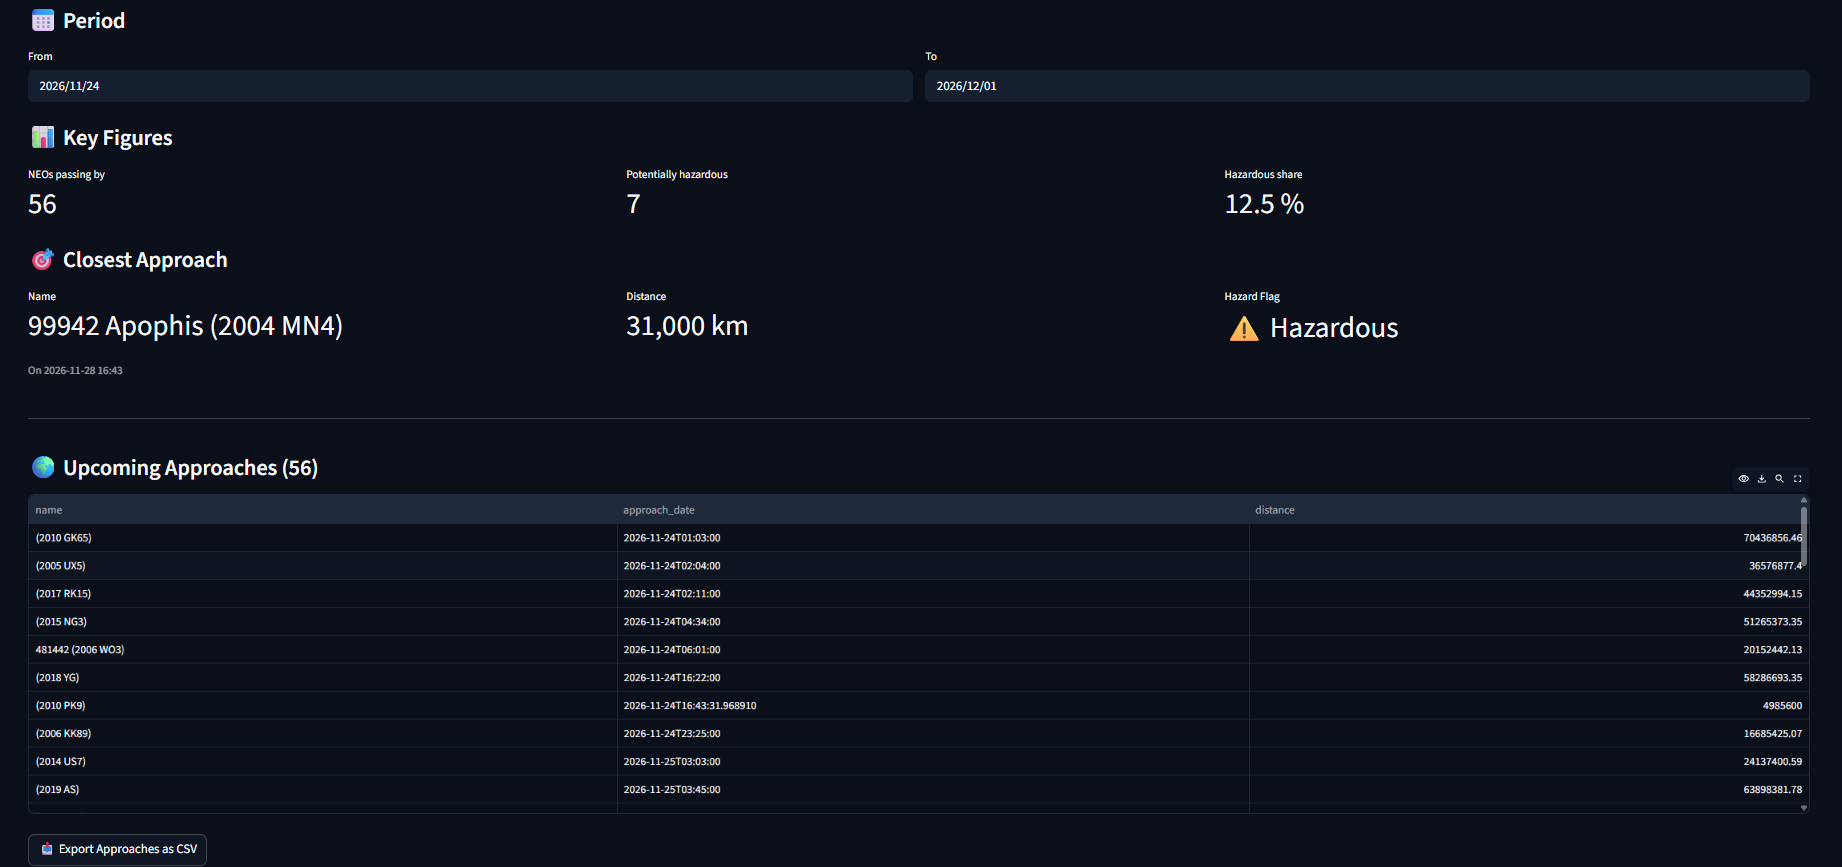 Period
From To
2026/11/24 2026/12/01
Key Figures
NEOs passing by Potentially hazardous Hazardous share
56 7 12.5 %
Closest Approach
Name Distance Hazard Flag
99942 Apophis (2004 MN4) 31,000 km Hazardous
On 2026-11-28 16:43
Upcoming Approaches (56)
name approach_date distance
(2010 GK65) 2026-11-24T01:03:00 70436856.46
(2005 UX5) 2026-11-24T02:04:00 36576877.4
(2017 RK15) 2026-11-24T02:11:00 44352994.15
(2015 NG3) 2026-11-24T04:34:00 51265373.35
481442 (2006 WO3) 2026-11-24T06:01:00 20152442.13
(2018 YG) 2026-11-24T16:22:00 58286693.35
(2010 PK9) 2026-11-24T16:43:31.968910 4985600
(2006 KK89) 2026-11-24T23:25:00 16685425.07
(2014 US7) 2026-11-25T03:03:00 24137400.59
(2019 AS) 2026-11-25T03:45:00 63898381.78
Export Approaches as CSV